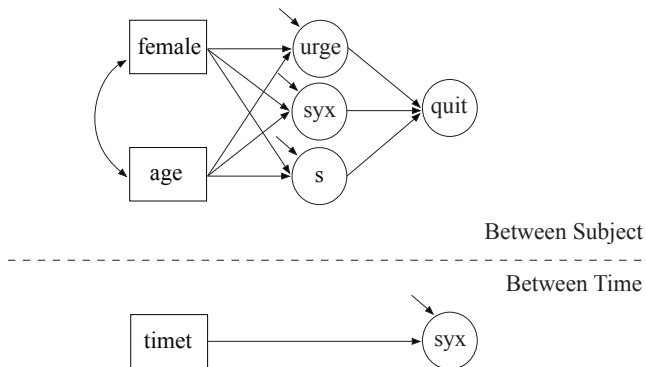 female
urge
syx
quit
age
s
Between Subject
Between Time
timet
syx